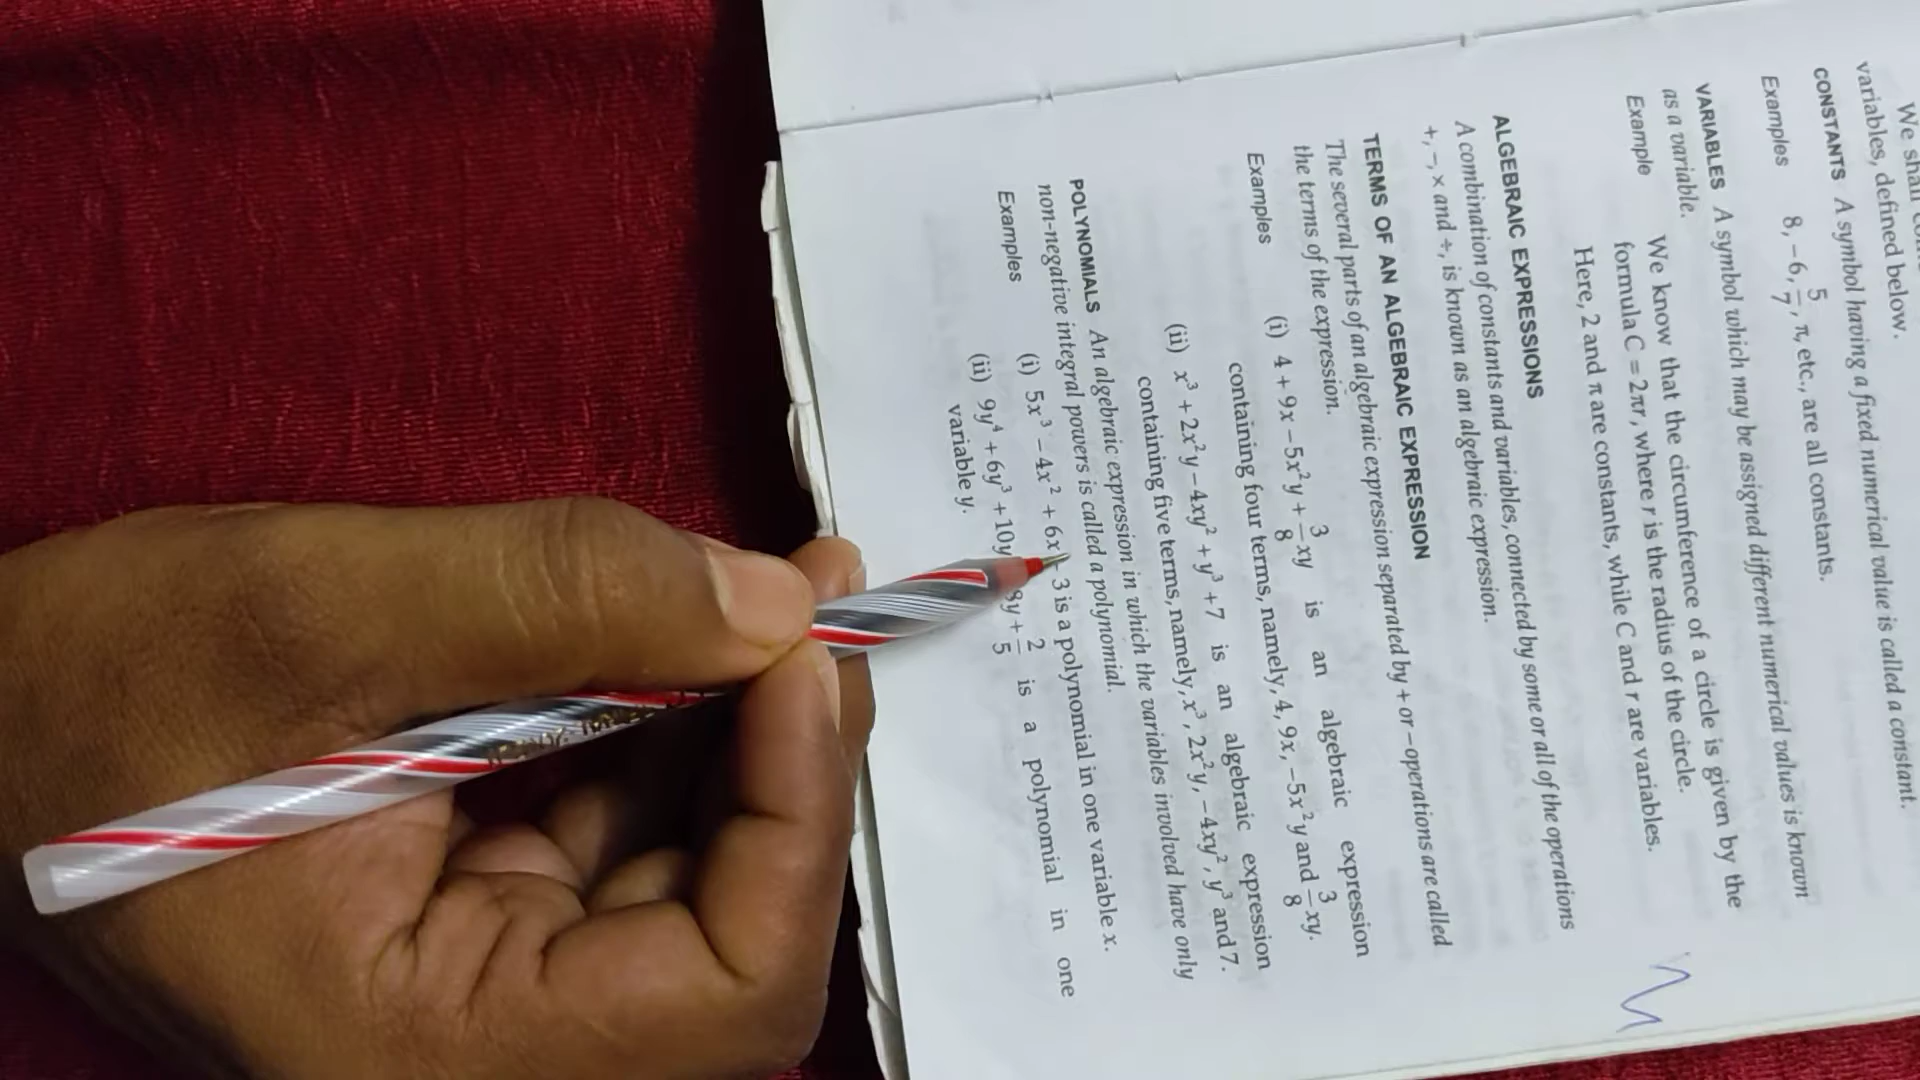 We shall
variables, defined below.
CONSTANTS A symbol having a fixed numerical value is called a constant.
Examples 8, −6, 5/7, π, etc., are all constants.
VARIABLES A symbol which may be assigned different numerical values is known
as a variable.
Example We know that the circumference of a circle is given by the
formula C = 2πr, where r is the radius of the circle.
Here, 2 and π are constants, while C and r are variables.
ALGEBRAIC EXPRESSIONS
A combination of constants and variables, connected by some or all of the operations
+, −, × and ÷, is known as an algebraic expression.
TERMS OF AN ALGEBRAIC EXPRESSION
The several parts of an algebraic expression separated by + or − operations are called
the terms of the expression.
Examples (i) 4 + 9x − 5x²y + 3/8 xy is an algebraic expression
containing four terms, namely, 4, 9x, −5x²y and 3/8 xy.
(ii) x³ + 2x²y − 4xy² + y³ + 7 is an algebraic expression
containing five terms, namely, x³, 2x²y, −4xy², y³ and 7.
POLYNOMIALS An algebraic expression in which the variables involved have only
non-negative integral powers is called a polynomial.
Examples (i) 5x³ − 4x² + 6x − 3 is a polynomial in one variable x.
(ii) 9y⁴ + 6y³ + 10y 8y + 2/5 is a polynomial in one
variable y.